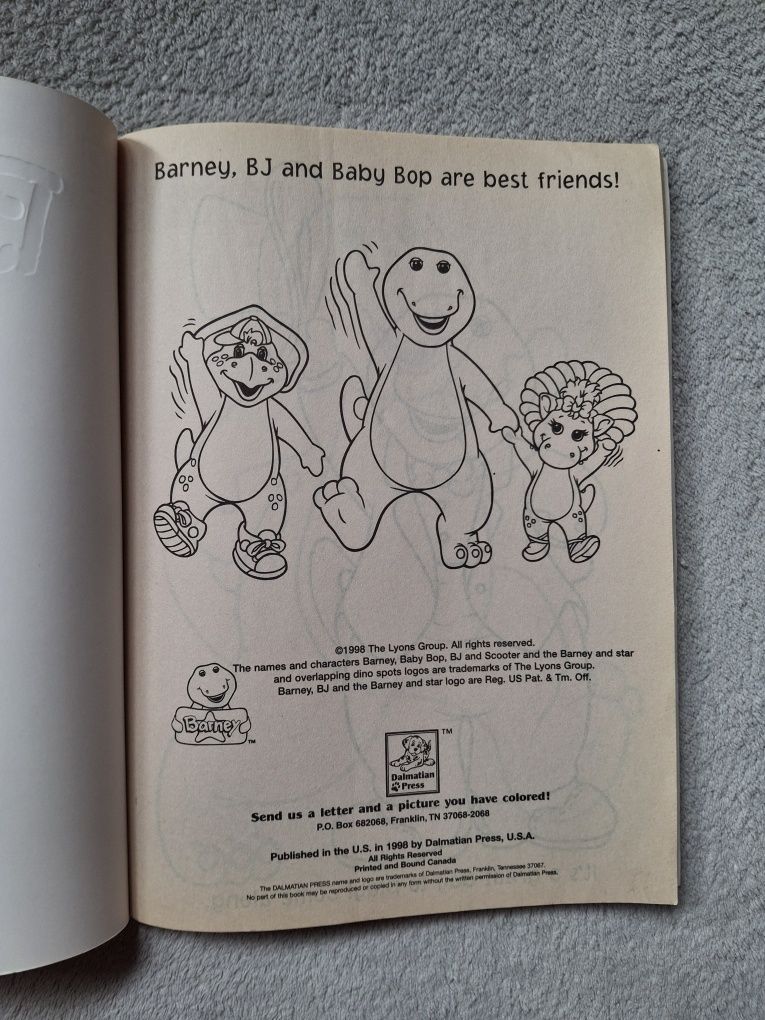 Barney, BJ and Baby Bop are best friends!
©1998 The Lyons Group. All rights reserved.
The names and characters Barney, Baby Bop, BJ and Scooter and the Barney and star
and overlapping dino spots logos are trademarks of The Lyons Group.
Barney, BJ and the Barney and star logo are Reg. US Pat. & Tm. Off.
Barney
TM
TM
Dalmatian
Press
Send us a letter and a picture you have colored!
P.O. Box 682068, Franklin, TN 37068-2068
Published in the U.S. in 1998 by Dalmatian Press, U.S.A.
All Rights Reserved
Printed and Bound Canada
The DALMATIAN PRESS name and logo are trademarks of Dalmatian Press, Franklin, Tennessee 37067.
No part of this book may be reproduced or copied in any form without the written permission of Dalmatian Press.